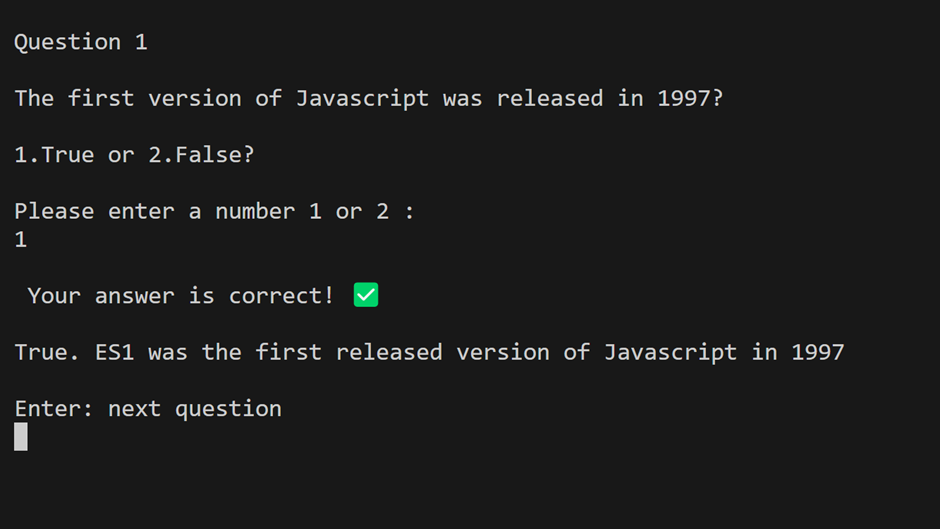 Question 1
The first version of Javascript was released in 1997?
1.True or 2.False?
Please enter a number 1 or 2 :
1
Your answer is correct! ✅
True. ES1 was the first released version of Javascript in 1997
Enter: next question